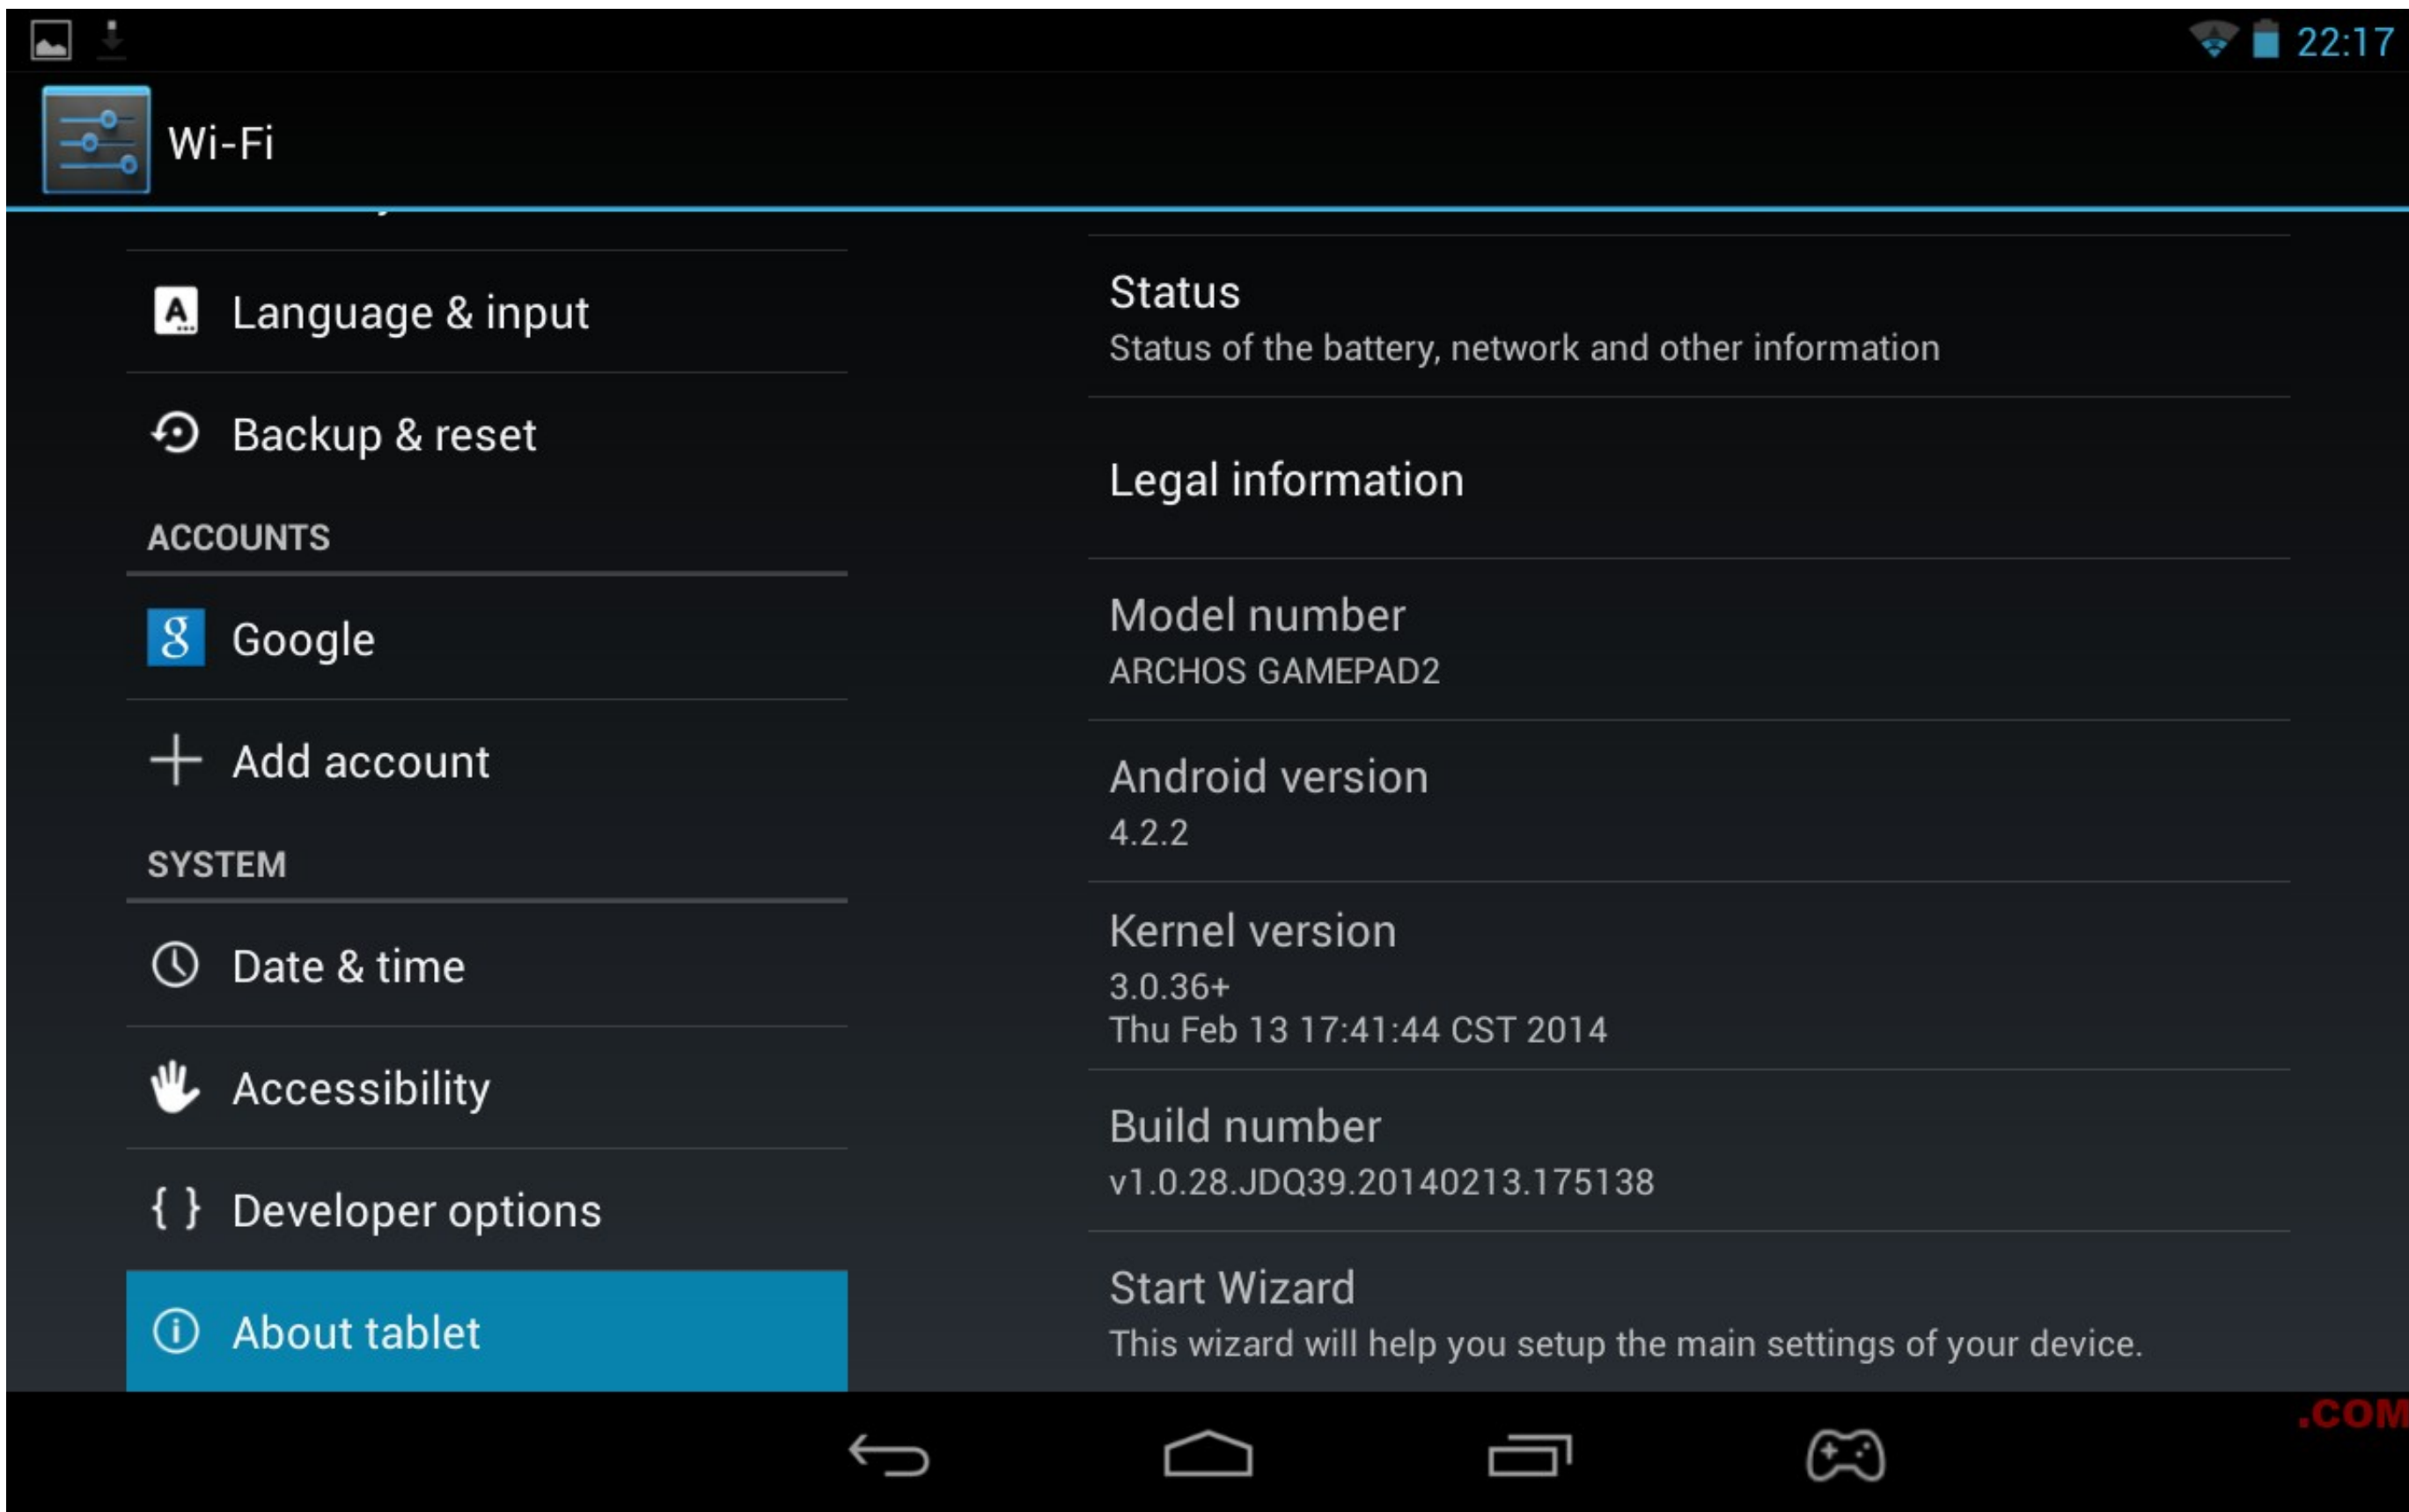 22:17
Wi-Fi
Language & input
Backup & reset
ACCOUNTS
Google
Add account
SYSTEM
Date & time
Accessibility
Developer options
About tablet
Status
Status of the battery, network and other information
Legal information
Model number
ARCHOS GAMEPAD2
Android version
4.2.2
Kernel version
3.0.36+
Thu Feb 13 17:41:44 CST 2014
Build number
v1.0.28.JDQ39.20140213.175138
Start Wizard
This wizard will help you setup the main settings of your device.
.COM